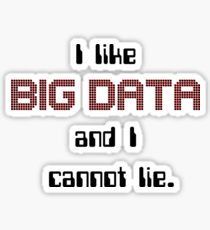 I like
BIG DATA
and I
cannot lie.